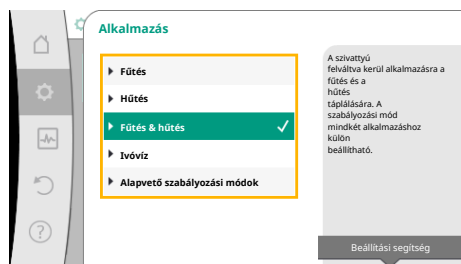 Alkalmazás
Fűtés
Hűtés
Fűtés & hűtés
Ivóvíz
Alapvető szabályozási módok
A szivattyú
felváltva kerül alkalmazásra a
fűtés és a
hűtés
táplálására. A
szabályozási mód
mindkét alkalmazáshoz
külön
beállítható.
Beállítási segítség